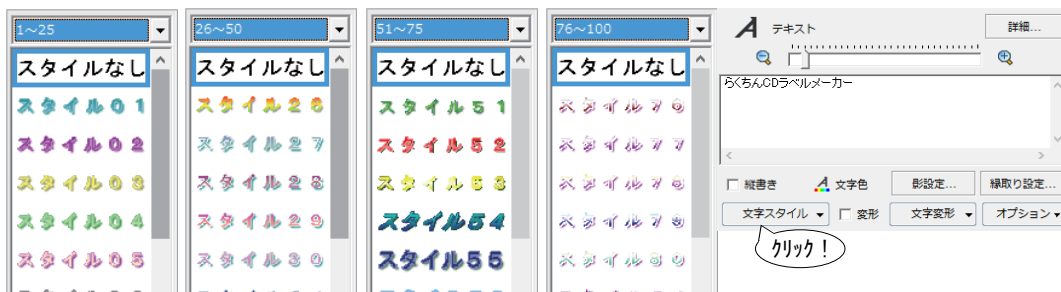 1～25
スタイルなし
スタイル01
スタイル02
スタイル03
スタイル04
スタイル05
26～50
スタイルなし
スタイル26
スタイル27
スタイル28
スタイル29
スタイル30
51～75
スタイルなし
スタイル51
スタイル52
スタイル53
スタイル54
スタイル55
76～100
スタイルなし
スタイル76
スタイル77
スタイル78
スタイル79
スタイル80
テキスト
詳細...
らくちんCDラベルメーカー
縦書き
文字色
影設定...
縁取り設定...
文字スタイル
変形
文字変形
オプション
クリック！